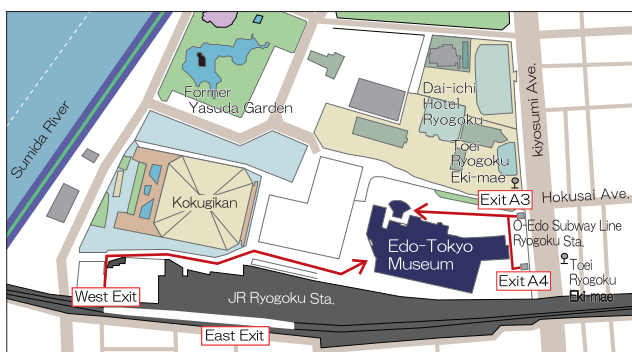 Former
Yasuda Garden
Sumida River
Dai-ichi
Hotel
Ryogoku
kiyosumi Ave.
Toei
Ryogoku
Eki-mae
Kokugikan
Exit A3
Hokusai Ave.
O-Edo Subway Line
Ryogoku Sta.
Edo-Tokyo
Museum
Exit A4
Toei
Ryogoku
Eki-mae
West Exit
JR Ryogoku Sta.
East Exit